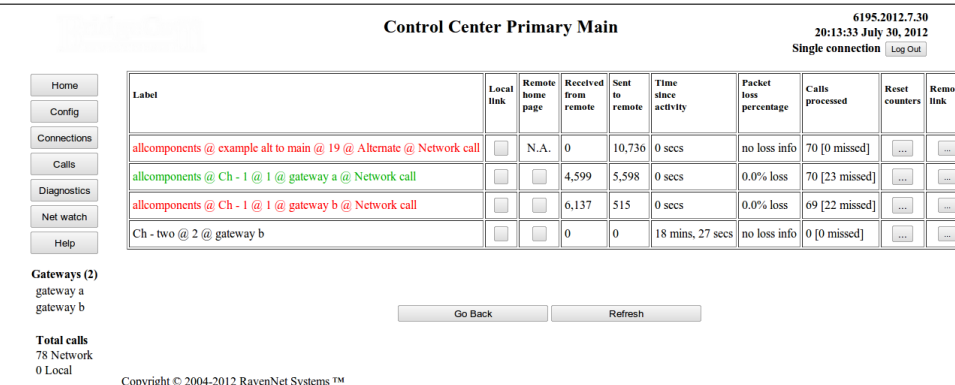 Control Center Primary Main
6195.2012.7.30
20:13:33 July 30, 2012
Single connection Log Out
Home
Config
Connections
Calls
Diagnostics
Net watch
Help
Gateways (2)
gateway a
gateway b
Total calls
78 Network
0 Local
Label Local link Remote home page Received from remote Sent to remote Time since activity Packet loss percentage Calls processed Reset counters Remo link
allcomponents @ example alt to main @ 19 @ Alternate @ Network call N.A. 0 10,736 0 secs no loss info 70 [0 missed] ... ...
allcomponents @ Ch - 1 @ 1 @ gateway a @ Network call 4,599 5,598 0 secs 0.0% loss 70 [23 missed] ... ...
allcomponents @ Ch - 1 @ 1 @ gateway b @ Network call 6,137 515 0 secs 0.0% loss 69 [22 missed] ... ...
Ch - two @ 2 @ gateway b 0 0 18 mins, 27 secs no loss info 0 [0 missed] ... ...
Go Back Refresh
Copyright © 2004-2012 RavenNet Systems ™